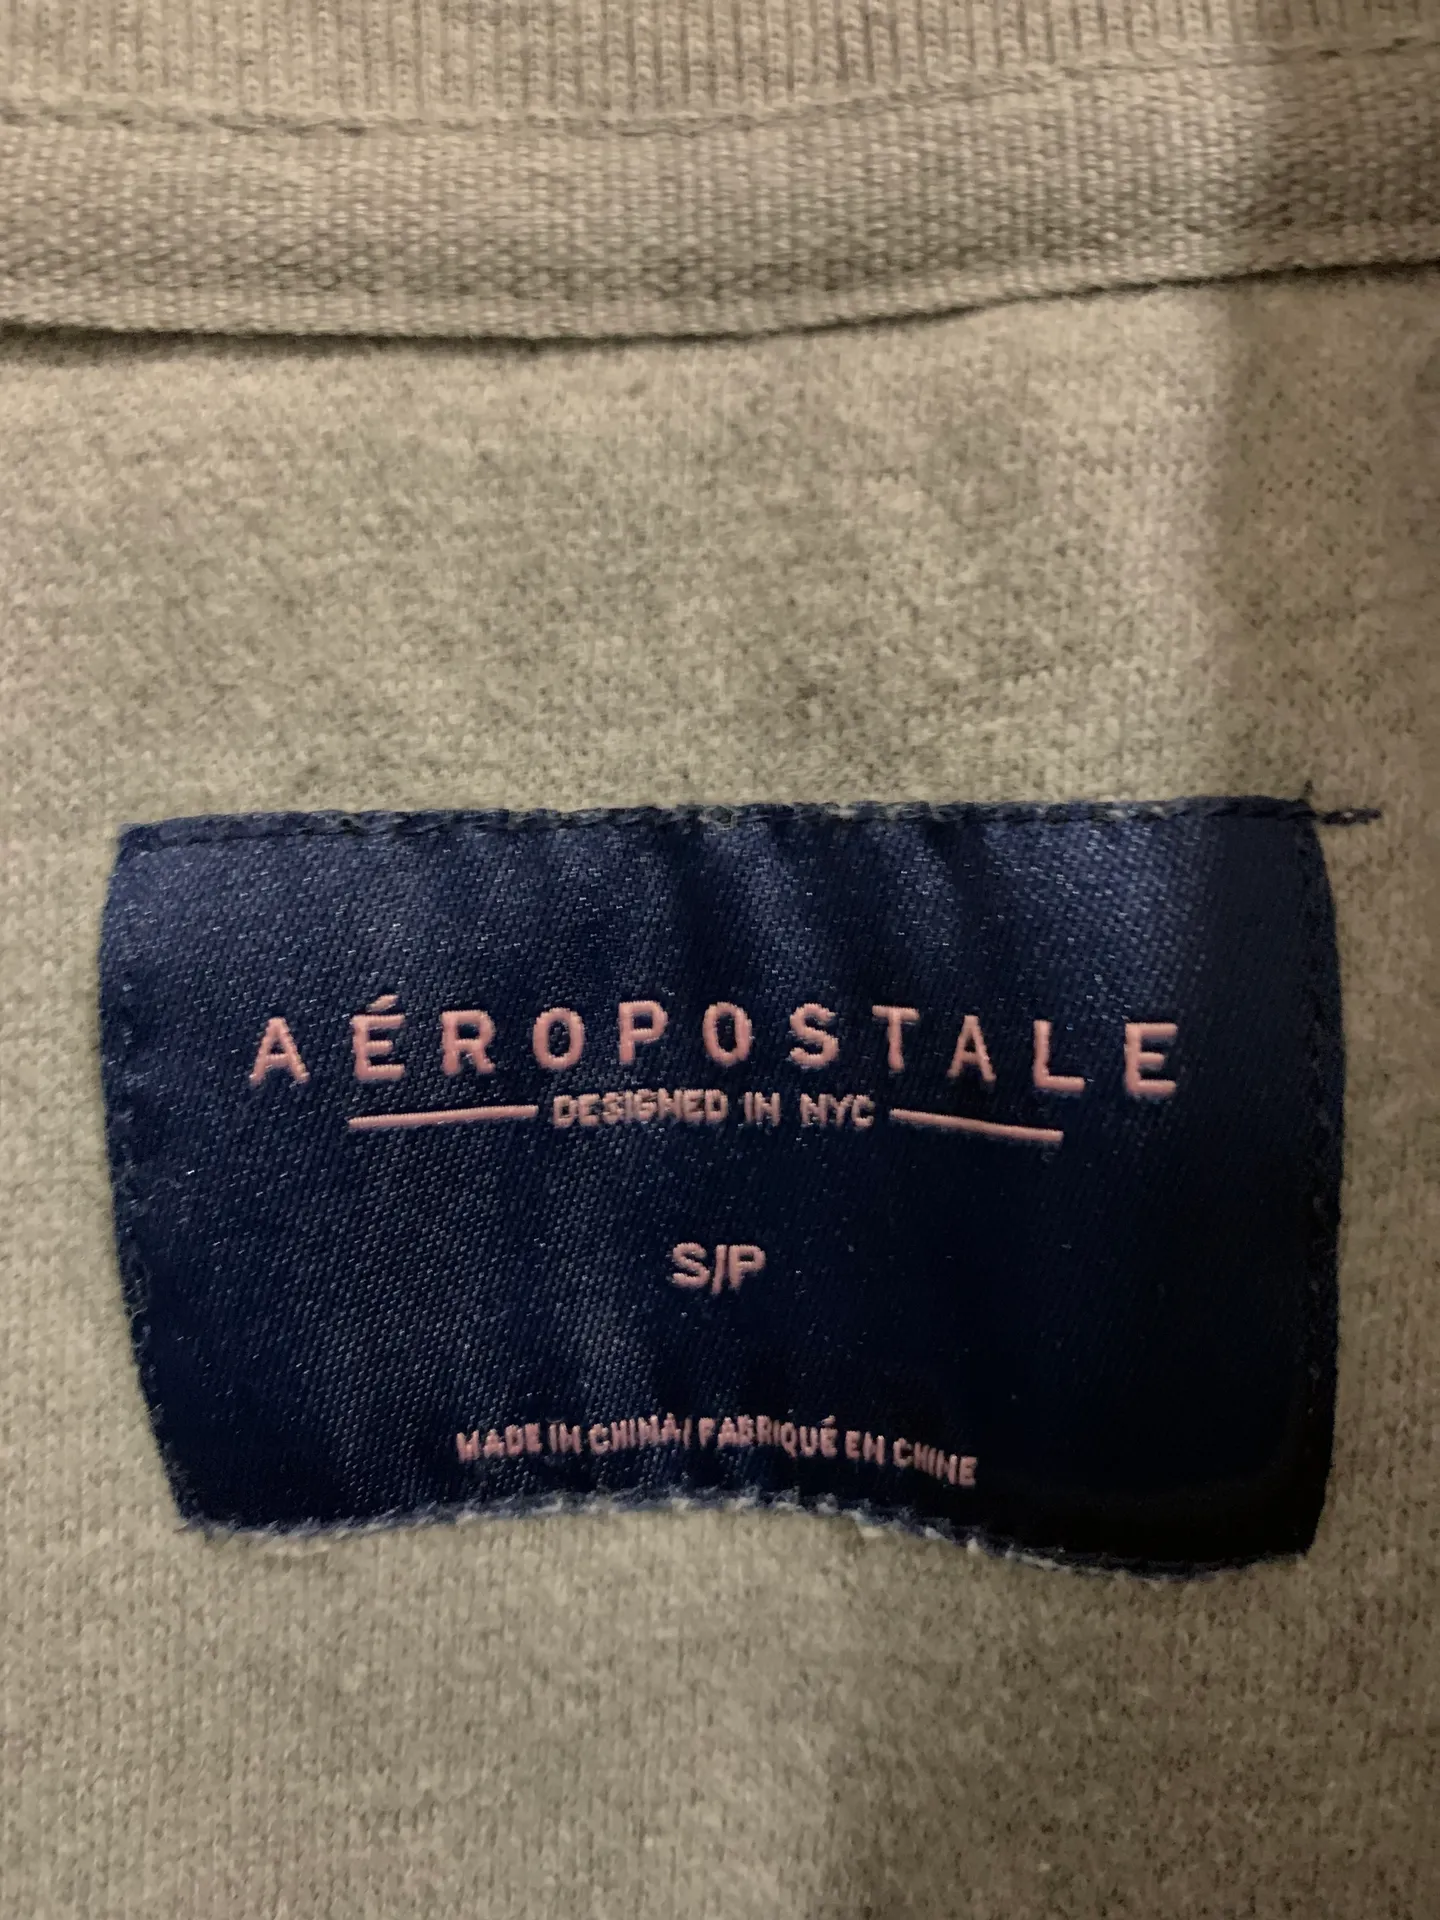 AÉROPOSTALE
DESIGNED IN NYC
S/P
MADE IN CHINA/ FABRIQUÉ EN CHINE